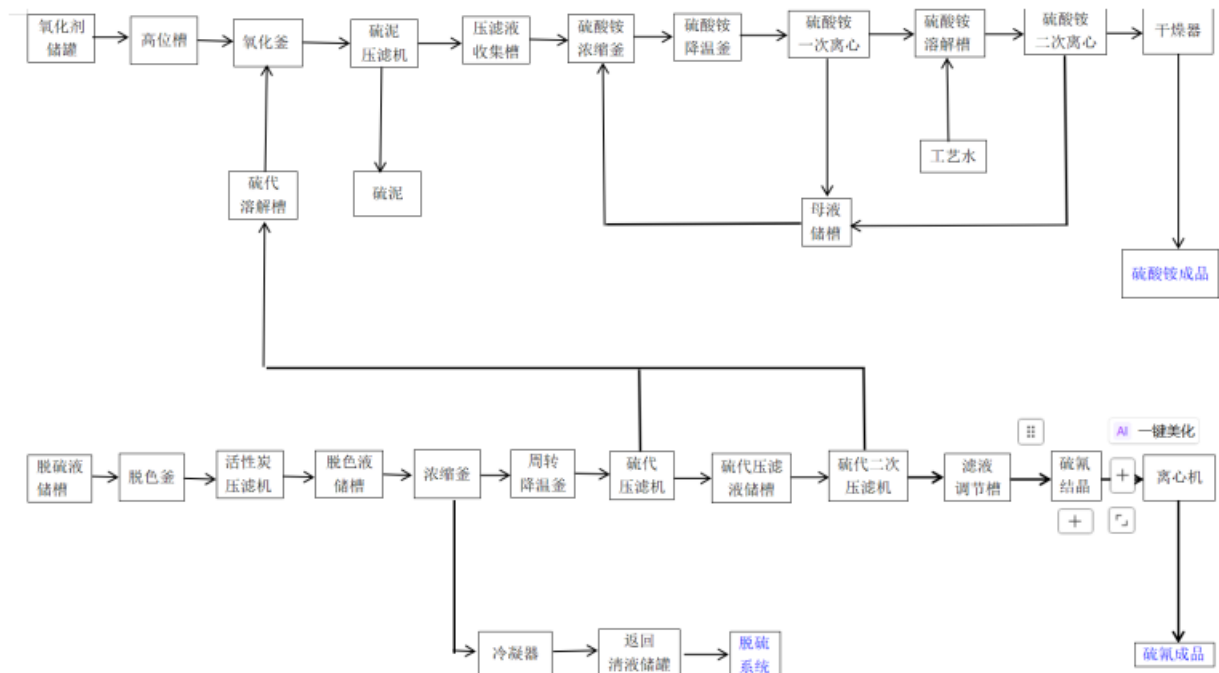 氧化剂
储罐
高位槽
氧化釜
硫泥
压滤机
压滤液
收集槽
硫酸铵
浓缩釜
硫酸铵
降温釜
硫酸铵
一次离心
硫酸铵
溶解槽
硫酸铵
二次离心
干燥器
硫代
溶解槽
硫泥
工艺水
母液
储槽
硫酸铵成品
AI 一键美化
脱硫液
储槽
脱色釜
活性炭
压滤机
脱色液
储槽
浓缩釜
周转
降温釜
硫代
压滤机
硫代压滤
液储槽
硫代二次
压滤机
滤液
调节槽
硫氰
结晶
离心机
冷凝器
返回
清液储罐
脱硫
系统
硫氰成品